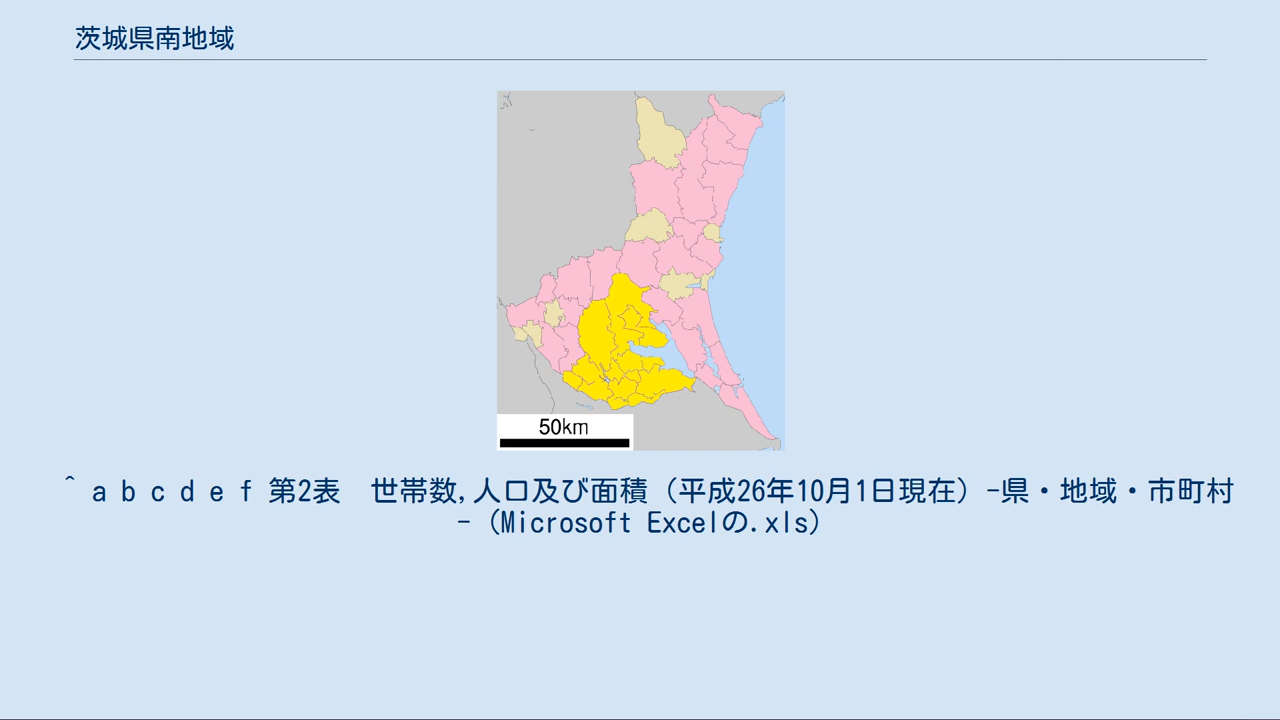 茨城県南地域
50km
^ a b c d e f 第2表　世帯数,人口及び面積（平成26年10月1日現在）-県・地域・市町村
-（Microsoft Excelの.xls）